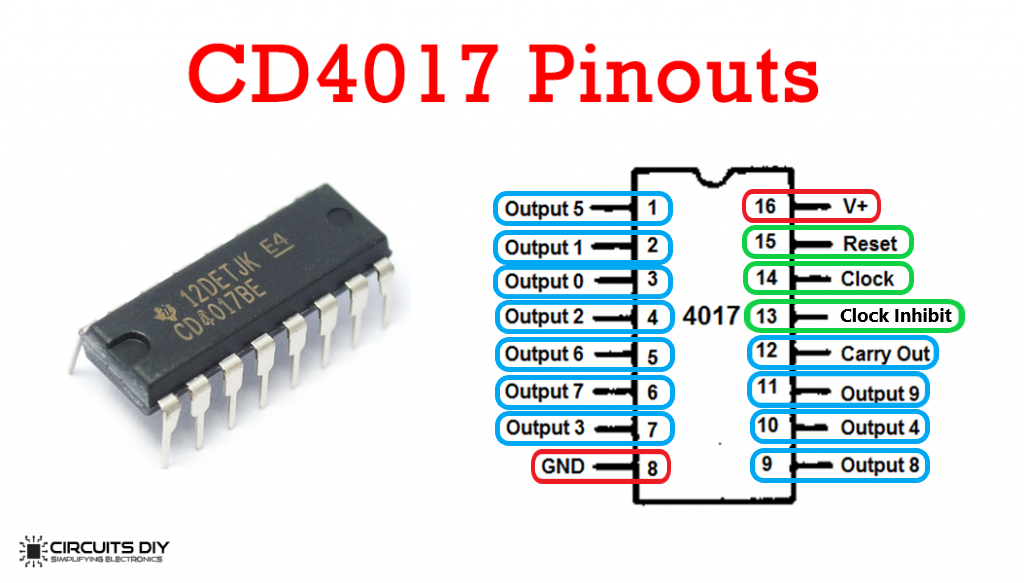 CD4017 Pinouts
12DETJK E4
CD4017BE
Output 5 1
Output 1 2
Output 0 3
Output 2 4
Output 6 5
Output 7 6
Output 3 7
GND 8
4017
16 V+
15 Reset
14 Clock
13 Clock Inhibit
12 Carry Out
11 Output 9
10 Output 4
9 Output 8
CIRCUITS DIY
SIMPLIFYING ELECTRONICS